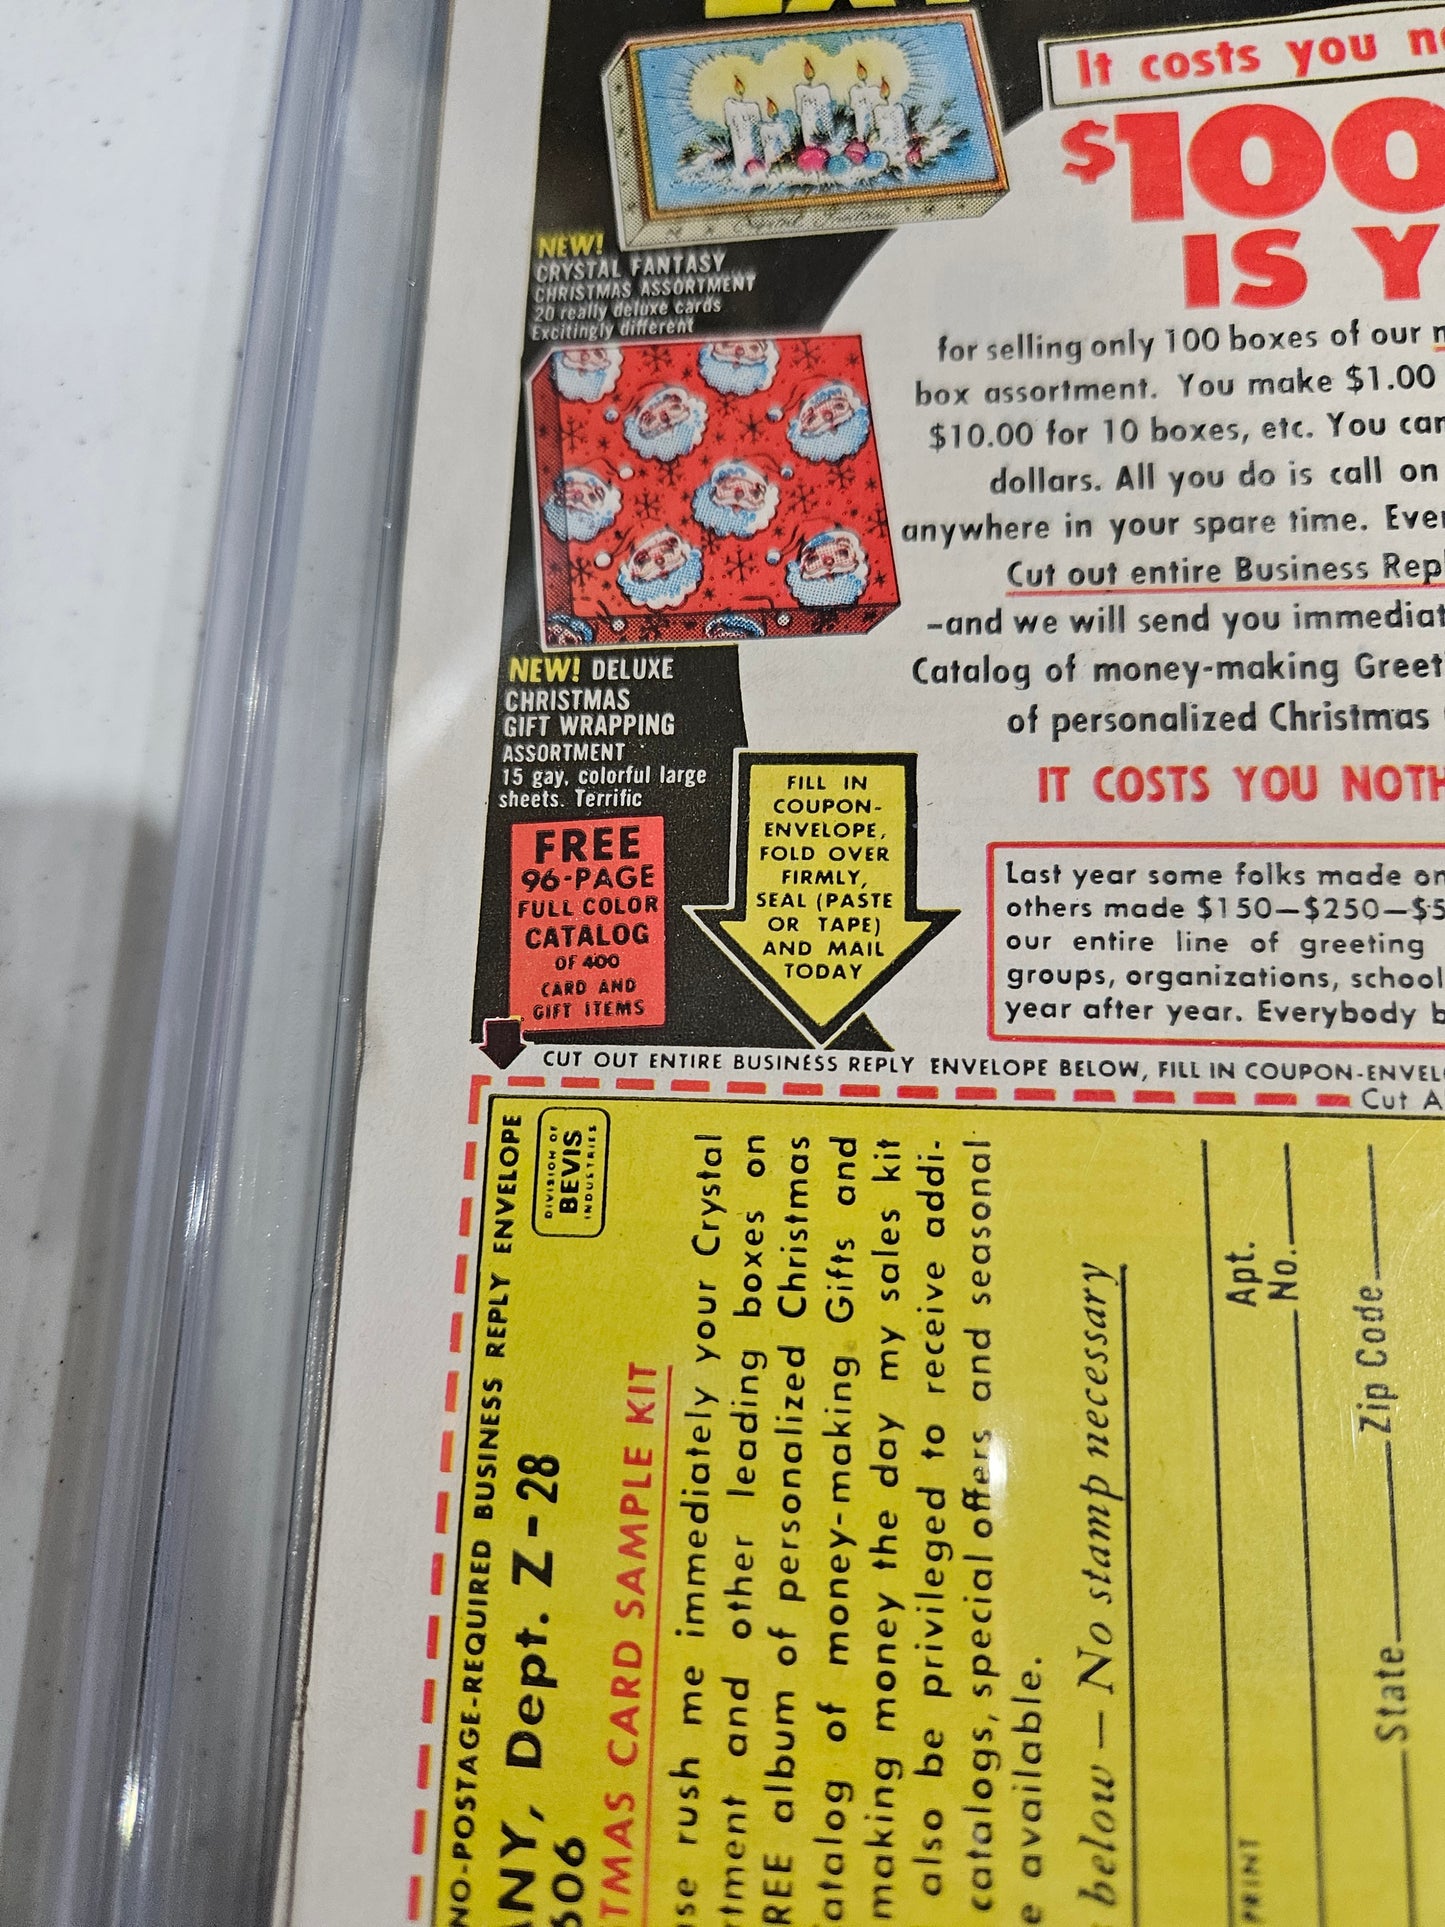 It costs you
$100
IS Y
NEW!
CRYSTAL FANTASY
CHRISTMAS ASSORTMENT
20 really deluxe cards
Excitingly different
for selling only 100 boxes of our
box assortment. You make $1.00
$10.00 for 10 boxes, etc. You can
dollars. All you do is call on
anywhere in your spare time.
Cut out entire Business
–and we will send you
Catalog of money-making
of personalized Christmas
IT COSTS YOU
NEW! DELUXE
CHRISTMAS
GIFT WRAPPING
ASSORTMENT
15 gay, colorful large
sheets. Terrific
FREE
96-PAGE
FULL COLOR
CATALOG
OF 400
CARD AND
GIFT ITEMS
FILL IN
COUPON-
ENVELOPE,
FOLD OVER
FIRMLY,
SEAL (PASTE
OR TAPE)
AND MAIL
TODAY
Last year some folks made
others made $150—$250—$5
our entire line of greeting
groups, organizations, school
year after year. Everybody
CUT OUT ENTIRE BUSINESS REPLY ENVELOPE BELOW, FILL IN COUPON-ENVEL
Cut A
NO-POSTAGE-REQUIRED BUSINESS REPLY ENVELOPE
DIVISION OF
BEVIS
INDUSTRIES
ANY, Dept. Z-28
606
TMAS CARD SAMPLE KIT
se rush me immediately your Crystal
tment and other leading boxes on
REE album of personalized Christmas
atalog of money-making Gifts and
making money the day my sales kit
also be privileged to receive addi-
catalogs, special offers and seasonal
e available.
below — No stamp necessary
PRINT
Apt.
No.
State Zip Code